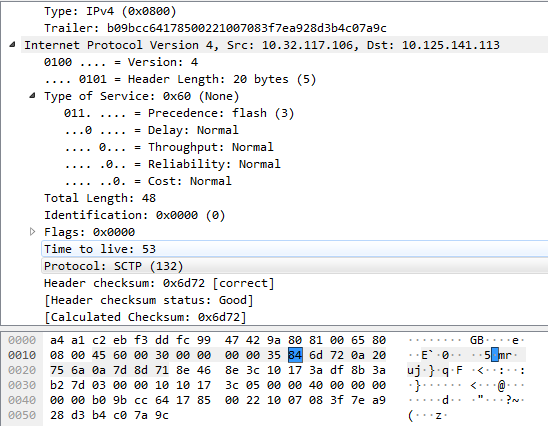 Type: IPv4 (0x0800)
Trailer: b09bcc64178500221007083f7ea928d3b4c07a9c
Internet Protocol Version 4, Src: 10.32.117.106, Dst: 10.125.141.113
0100 .... = Version: 4
.... 0101 = Header Length: 20 bytes (5)
Type of Service: 0x60 (None)
011. .... = Precedence: flash (3)
...0 .... = Delay: Normal
.... 0... = Throughput: Normal
.... .0.. = Reliability: Normal
.... ..0. = Cost: Normal
Total Length: 48
Identification: 0x0000 (0)
Flags: 0x0000
Time to live: 53
Protocol: SCTP (132)
Header checksum: 0x6d72 [correct]
[Header checksum status: Good]
[Calculated Checksum: 0x6d72]
0000 a4 a1 c2 eb f3 dd fc 99 47 42 9a 80 81 00 65 80 ········ GB····e·
0010 08 00 45 60 00 30 00 00 00 00 35 84 6d 72 0a 20 ··E`·0·· ··5·mr·
0020 75 6a 0a 7d 8d 71 8e 46 8e 3c 10 17 3a df 8b 3a uj·}·q·F ·<··:··:
0030 b2 7d 03 00 00 10 10 17 3c 05 00 00 40 00 00 00 ·}······ <···@···
0040 00 00 b0 9b cc 64 17 85 00 22 10 07 08 3f 7e a9 ·····d·· ·"···?~·
0050 28 d3 b4 c0 7a 9c (···z·